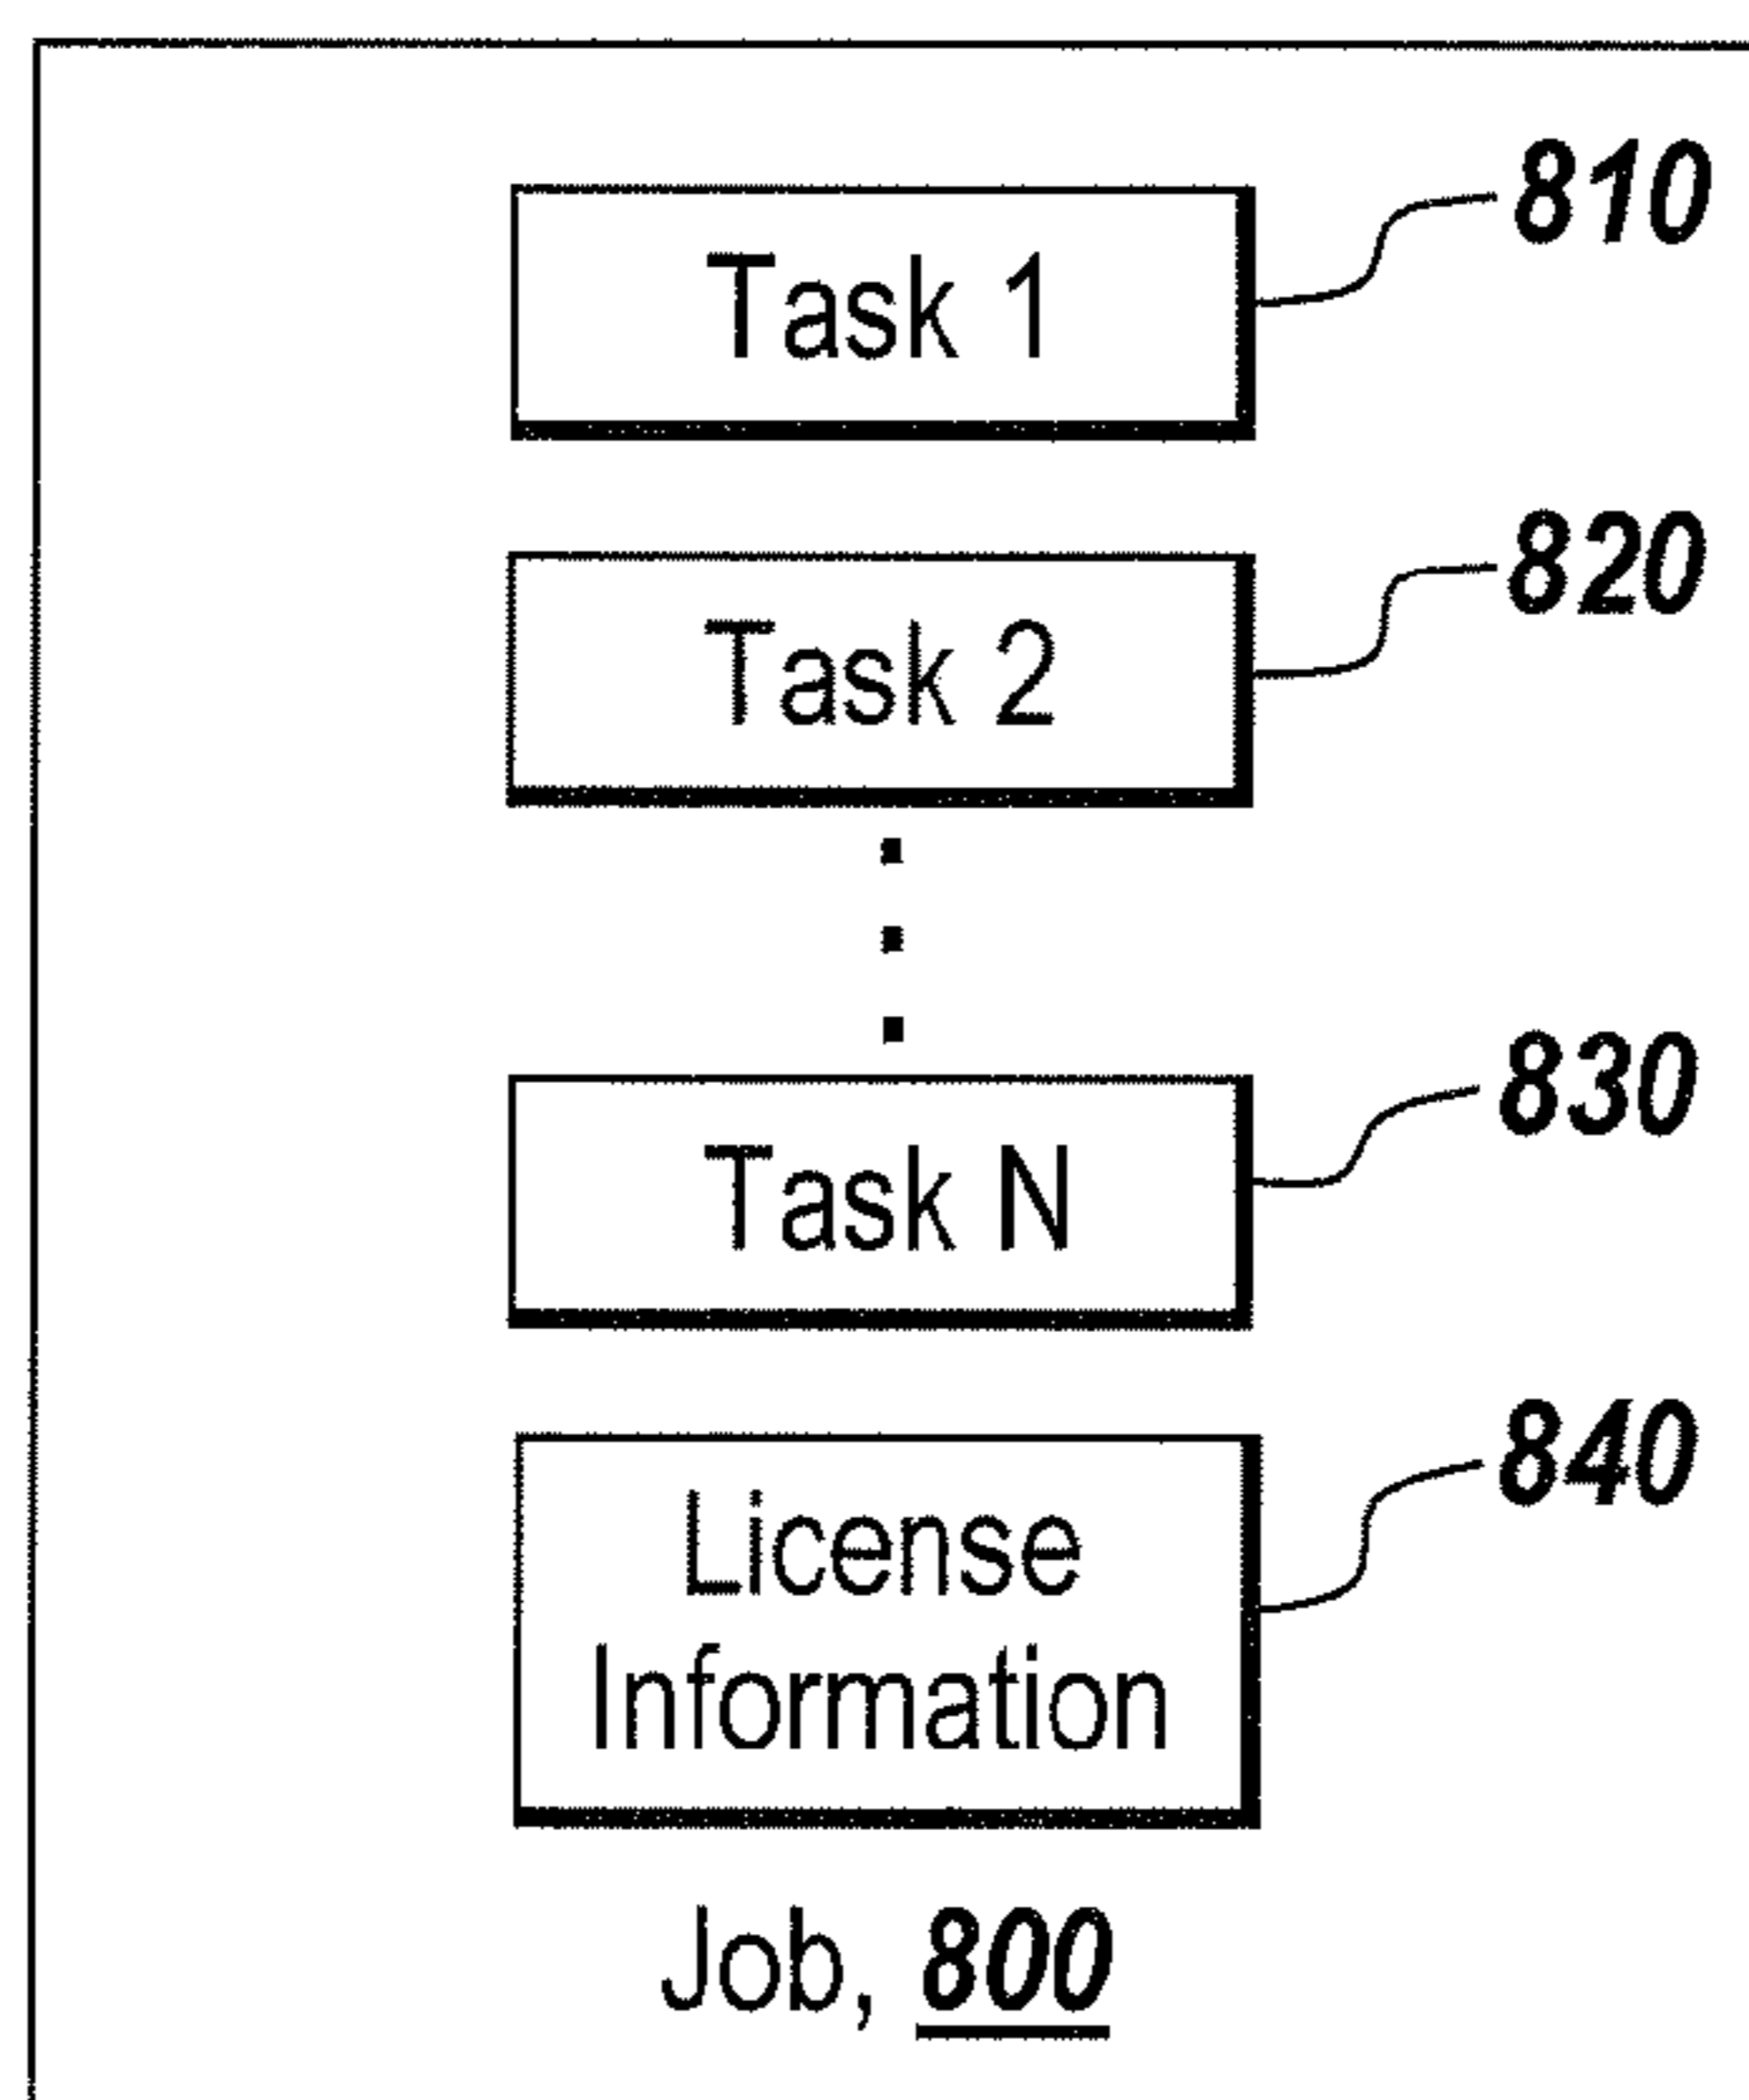 810
Task 1
820
Task 2
830
Task N
840
License
Information
Job, 800